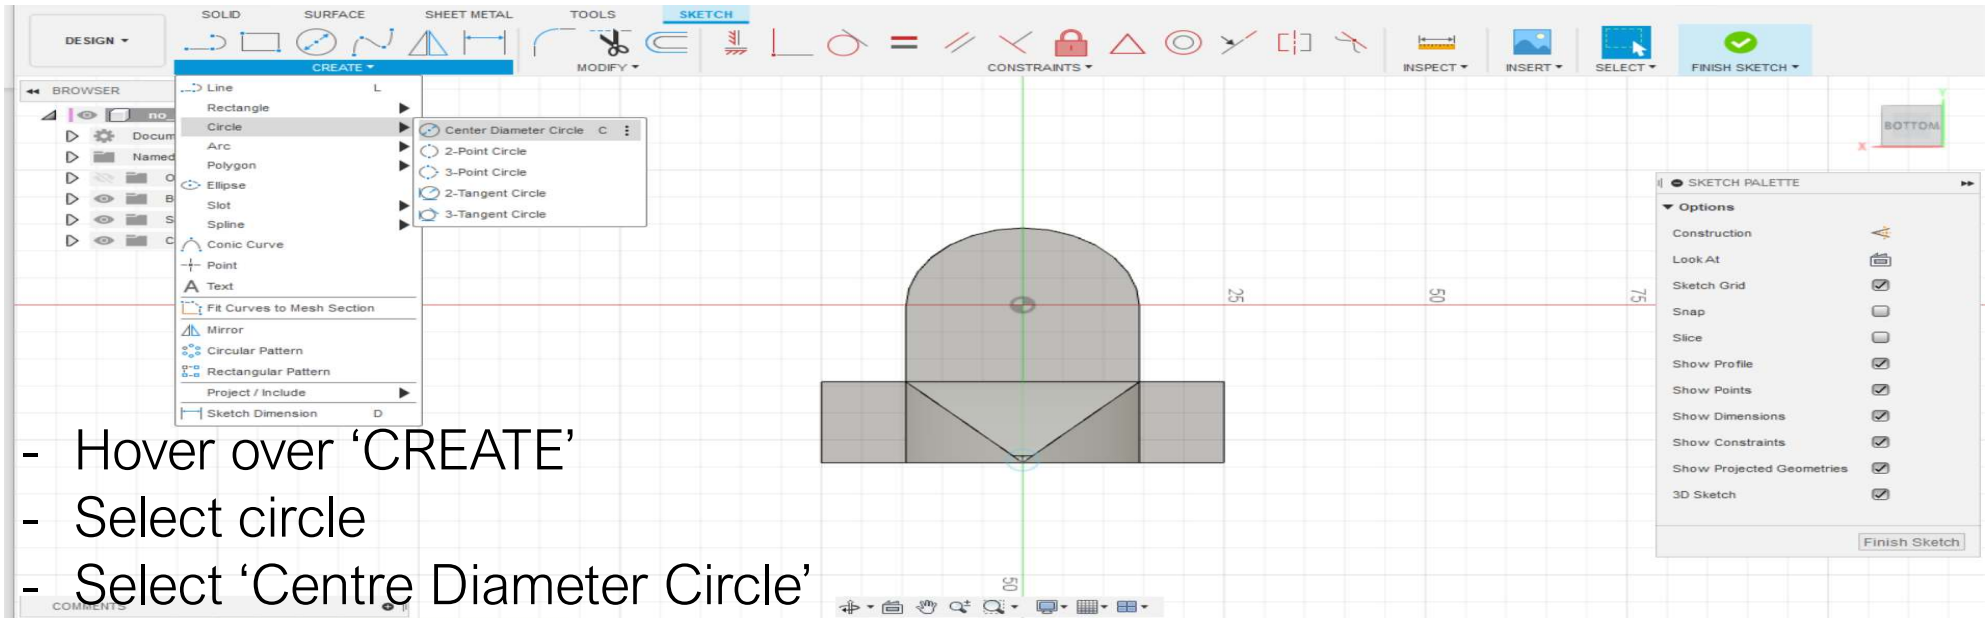 SOLID SURFACE SHEET METAL TOOLS SKETCH
DESIGN
CREATE MODIFY CONSTRAINTS INSPECT INSERT SELECT FINISH SKETCH
BROWSER
no_
Docum
Named
O
B
S
C
Line L
Rectangle
Circle
Arc
Polygon
Ellipse
Slot
Spline
Conic Curve
Point
Text
Fit Curves to Mesh Section
Mirror
Circular Pattern
Rectangular Pattern
Project / Include
Sketch Dimension D
Center Diameter Circle C
2-Point Circle
3-Point Circle
2-Tangent Circle
3-Tangent Circle
25
50
75
50
BOTTOM
X
Y
SKETCH PALETTE
Options
Construction
Look At
Sketch Grid
Snap
Slice
Show Profile
Show Points
Show Dimensions
Show Constraints
Show Projected Geometries
3D Sketch
Finish Sketch
- Hover over ‘CREATE’
- Select circle
- Select ‘Centre Diameter Circle’
COMMENTS